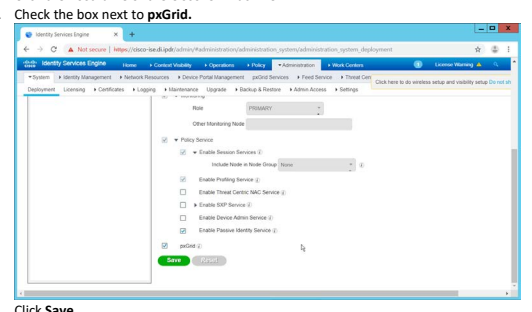 Check the box next to pxGrid.
Identity Services Engine
Not secure | https://cisco-ise.di.ipdr/admin/#administration/administration_system/administration_system_deployment
Identity Services Engine Home Context Visibility Operations Policy Administration Work Centers License Warning
System Identity Management Network Resources Device Portal Management pxGrid Services Feed Service Threat Cen
Click here to do wireless setup and visibility setup Do not sh
Deployment Licensing Certificates Logging Maintenance Upgrade Backup & Restore Admin Access Settings
Role PRIMARY
Other Monitoring Node
Policy Service
Enable Session Services
Include Node in Node Group None
Enable Profiling Service
Enable Threat Centric NAC Service
Enable SXP Service
Enable Device Admin Service
Enable Passive Identity Service
pxGrid
Save Reset
Click Save